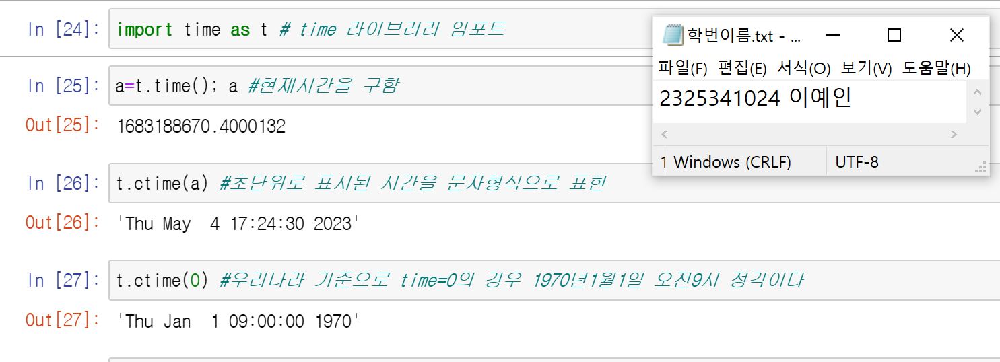 In [24]: import time as t # time 라이브러리 임포트
학번이름.txt - ...
파일(F) 편집(E) 서식(O) 보기(V) 도움말(H)
2325341024 이예인
1 Windows (CRLF) UTF-8
In [25]: a=t.time(); a #현재시간을 구함
Out[25]: 1683188670.4000132
In [26]: t.ctime(a) #초단위로 표시된 시간을 문자형식으로 표현
Out[26]: 'Thu May  4 17:24:30 2023'
In [27]: t.ctime(0) #우리나라 기준으로 time=0의 경우 1970년1월1일 오전9시 정각이다
Out[27]: 'Thu Jan  1 09:00:00 1970'